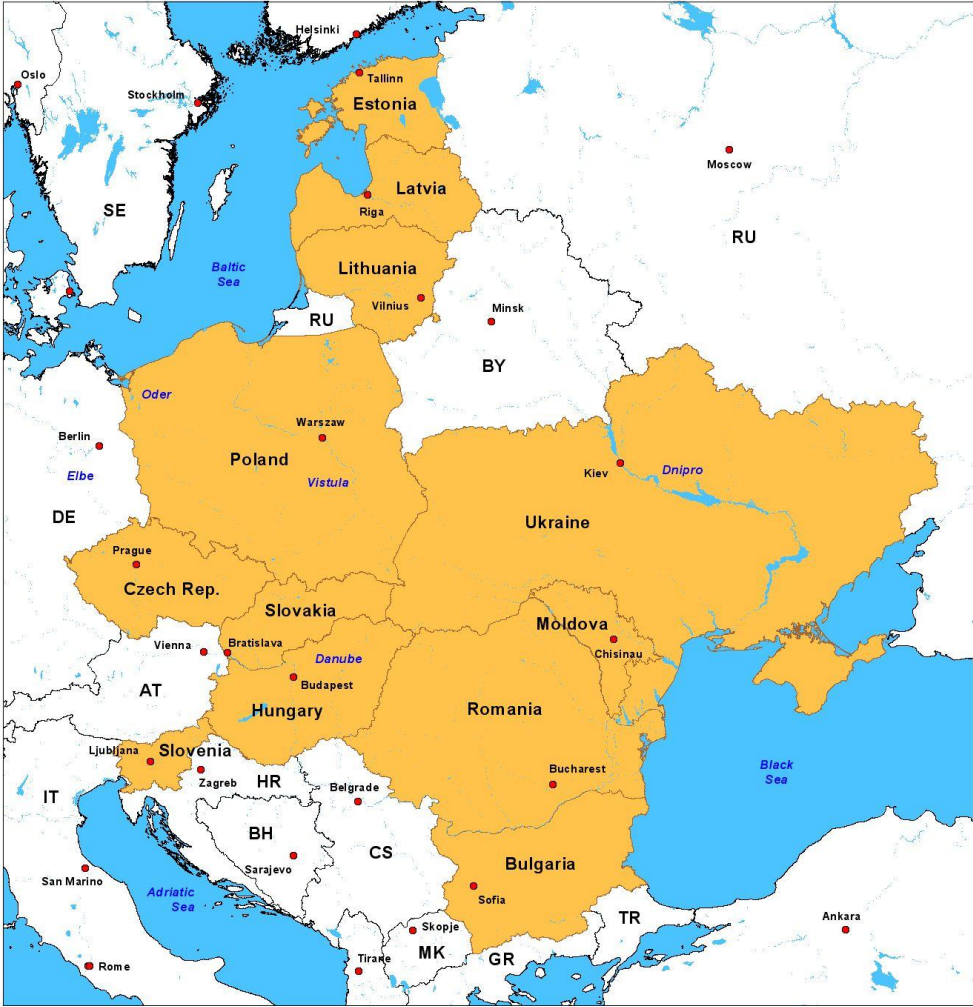 Helsinki
Oslo
Tallinn
Stockholm
Estonia
Moscow
Latvia
Riga
SE
RU
Baltic
Sea
Lithuania
Vilnius
Minsk
RU
BY
Oder
Warszaw
Berlin
Poland
Kiev
Dnipro
Elbe
Vistula
DE
Ukraine
Prague
Czech Rep.
Slovakia
Moldova
Vienna
Bratislava
Chisinau
Danube
Budapest
AT
Hungary
Romania
Ljubljana
Slovenia
Zagreb
HR
Belgrade
Bucharest
Black
Sea
IT
BH
CS
Bulgaria
Sarajevo
San Marino
Adriatic
Sea
Sofia
Skopje
TR
Ankara
MK
GR
Tirane
Rome